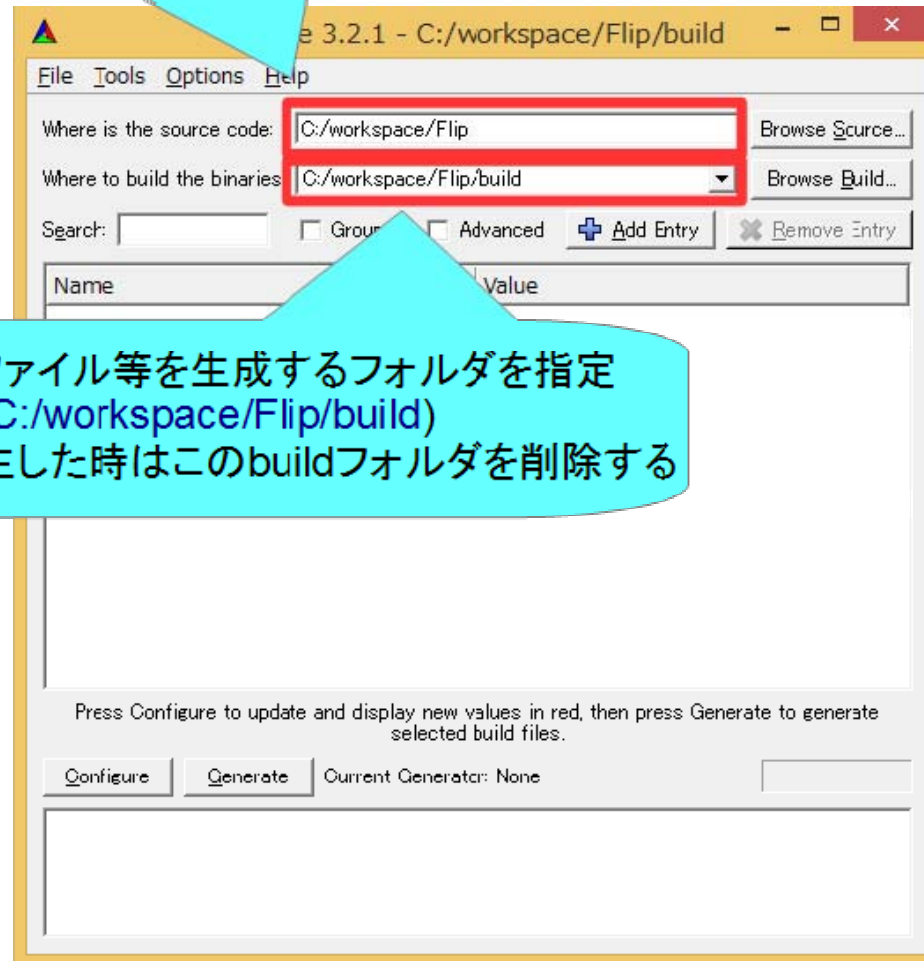 e 3.2.1 - C:/workspace/Flip/build
File Tools Options Help
Where is the source code: C:/workspace/Flip Browse Source...
Where to build the binaries C:/workspace/Flip/build Browse Build...
Search: Group Advanced Add Entry Remove Entry
Name Value
ァイル等を生成するフォルダを指定
C:/workspace/Flip/build)
した時はこのbuildフォルダを削除する
Press Configure to update and display new values in red, then press Generate to generate
selected build files.
Configure Generate Current Generator: None